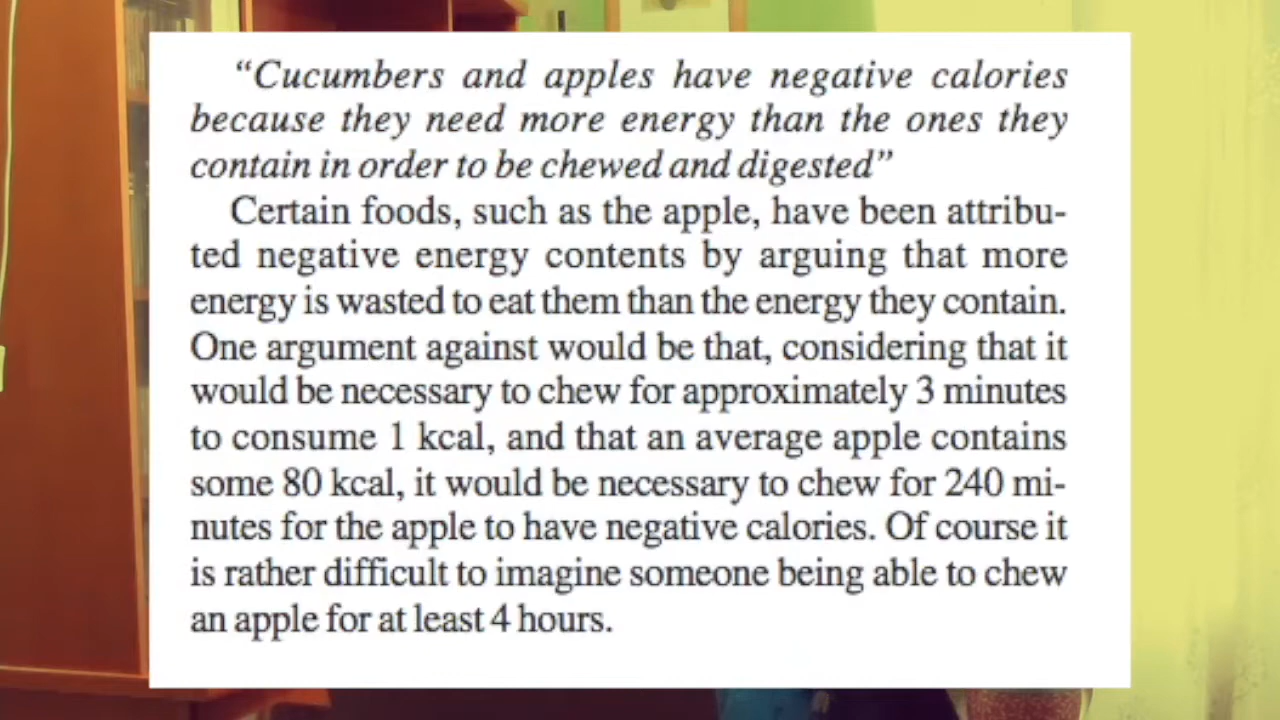 “Cucumbers and apples have negative calories
because they need more energy than the ones they
contain in order to be chewed and digested”
Certain foods, such as the apple, have been attribu-
ted negative energy contents by arguing that more
energy is wasted to eat them than the energy they contain.
One argument against would be that, considering that it
would be necessary to chew for approximately 3 minutes
to consume 1 kcal, and that an average apple contains
some 80 kcal, it would be necessary to chew for 240 mi-
nutes for the apple to have negative calories. Of course it
is rather difficult to imagine someone being able to chew
an apple for at least 4 hours.